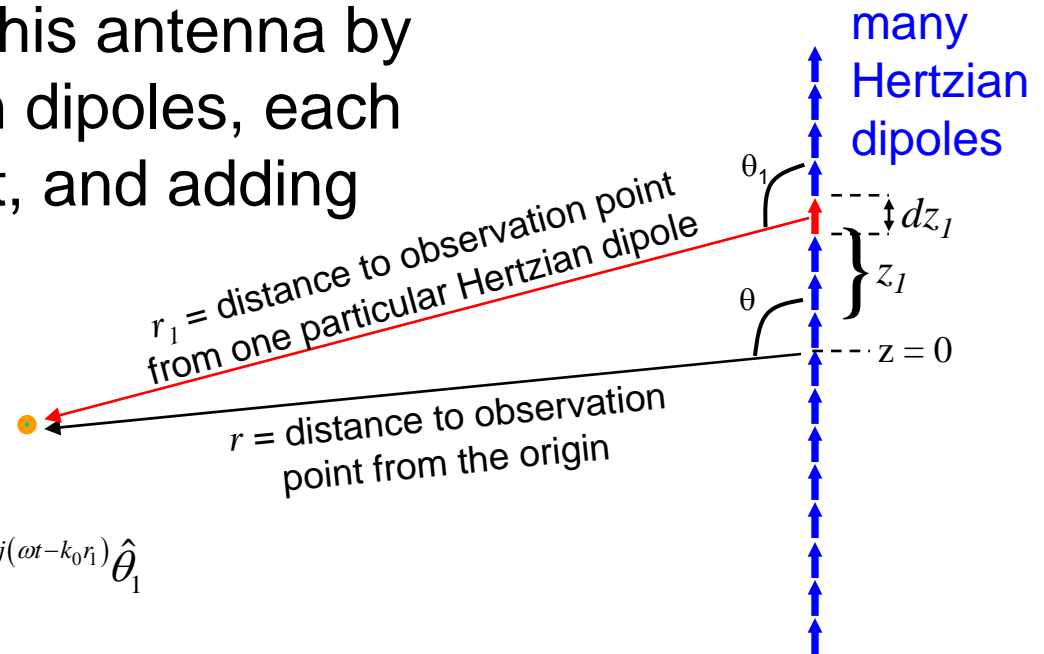 his antenna by
dipoles, each
, and adding
many
Hertzian
dipoles
θ₁
dz₁
r₁ = distance to observation point
from one particular Hertzian dipole
z₁
θ
z = 0
r = distance to observation
point from the origin
j(ωt−k₀r₁) θ̂₁